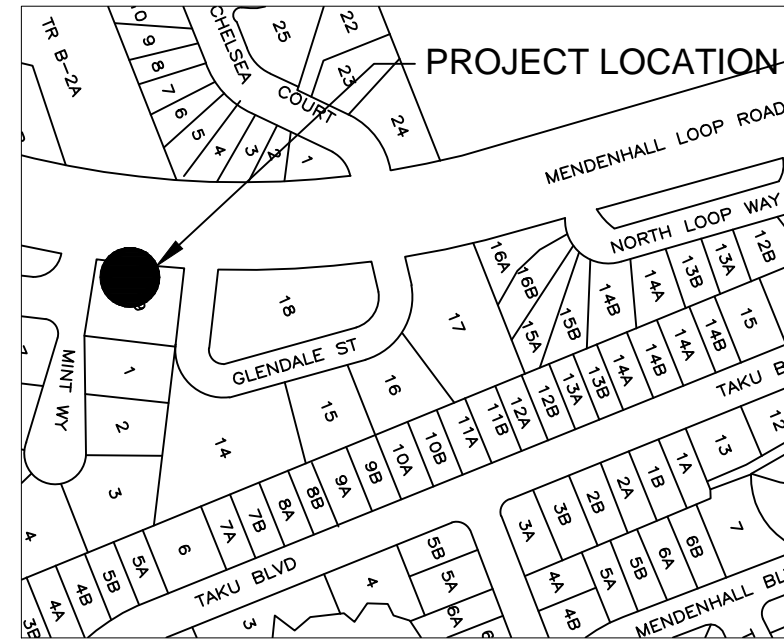 TR B-2A
10
9
8
7
6
5
4
3
2
1
CHELSEA
COURT
25
22
23
24
PROJECT LOCATION
MENDENHALL LOOP ROAD
NORTH LOOP WAY
16A
16B
15A
15B
14B
14A
13B
13A
12B
18
17
GLENDALE ST
16
15
14
MINT WY
1
2
3
4
3B
4A
4B
5B
5A
6
7A
7B
8A
8B
9A
9B
10A
10B
11A
11B
12A
12B
13A
13B
14A
14B
14A
14B
15
TAKU B
TAKU BLVD
3
4
5B
5A
6A
3A
3B
2B
2A
1B
1A
13
12
4A
4B
5A
5B
6A
6B
7
MENDENHALL BL